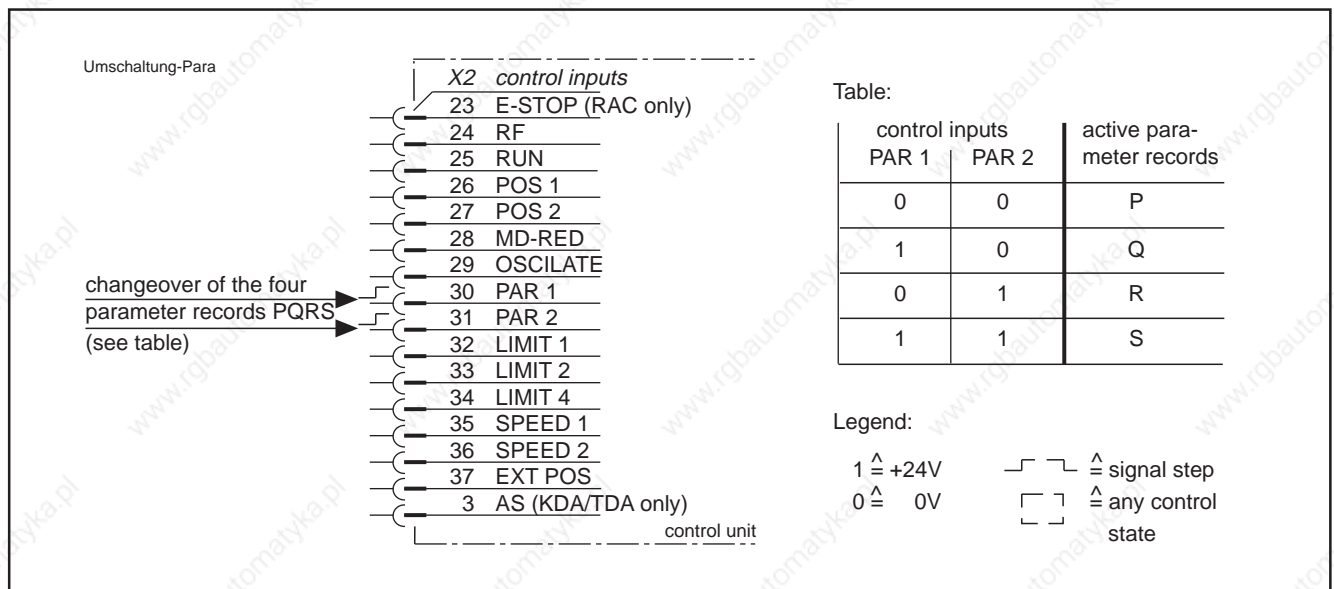 Umschaltung-Para
X2 control inputs
23 E-STOP (RAC only)
24 RF
25 RUN
26 POS 1
27 POS 2
28 MD-RED
29 OSCILATE
30 PAR 1
31 PAR 2
32 LIMIT 1
33 LIMIT 2
34 LIMIT 4
35 SPEED 1
36 SPEED 2
37 EXT POS
3 AS (KDA/TDA only)
control unit
changeover of the four
parameter records PQRS
(see table)
Table:
control inputs active para-
PAR 1 PAR 2 meter records
0 0 P
1 0 Q
0 1 R
1 1 S
Legend:
1 ≙ +24V ≙ signal step
0 ≙ 0V ≙ any control
state
www.rgbautomatyka.pl